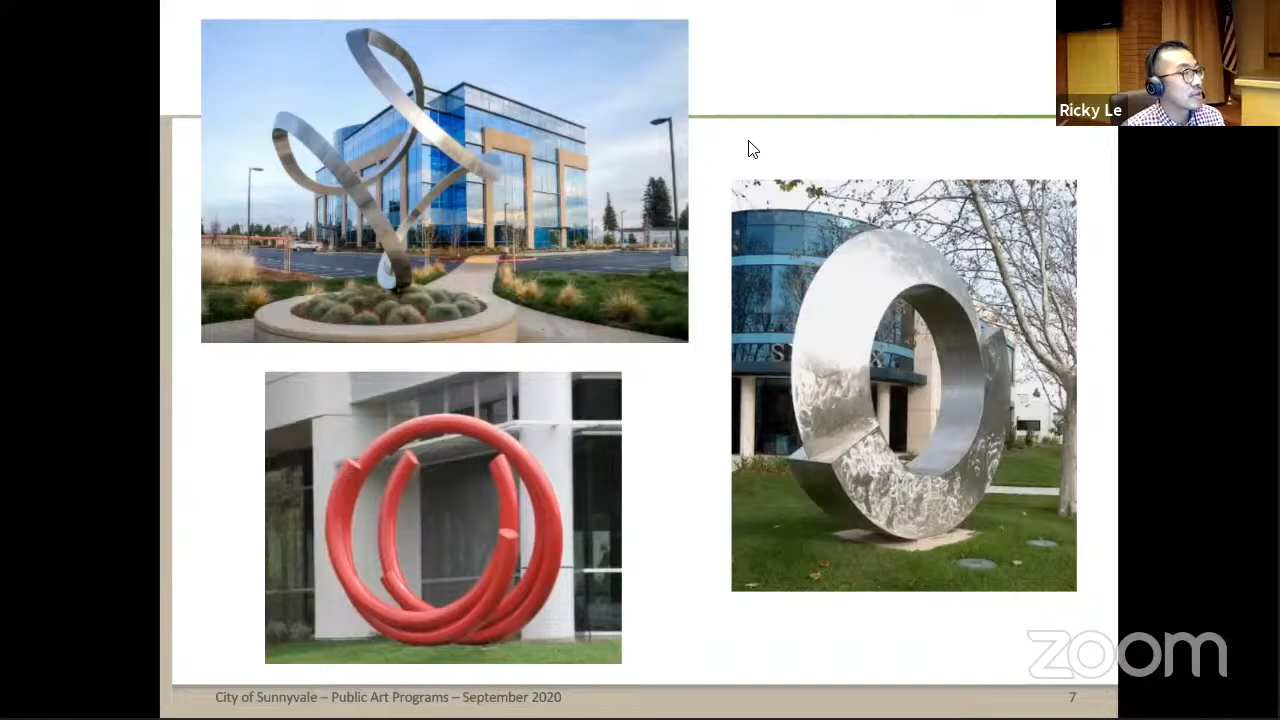 Ricky Le
zoom
City of Sunnyvale – Public Art Programs – September 2020
7